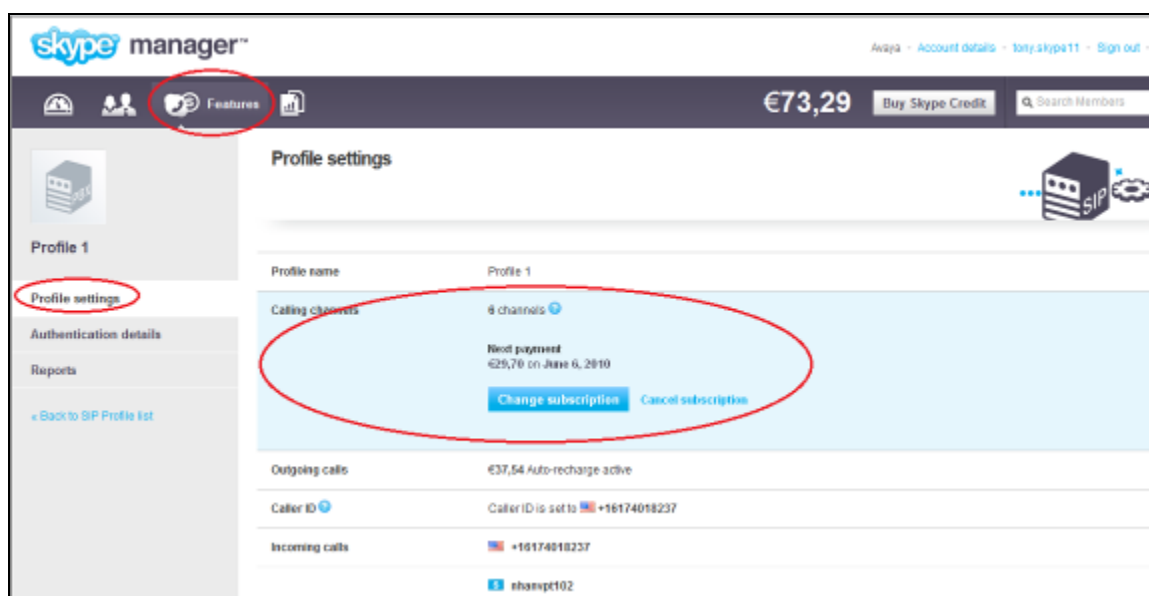 skype manager™
Avaya - Account details - tony.skype11 - Sign out -
Features
€73,29
Buy Skype Credit
Search Members
PBX
Profile 1
Profile settings
Authentication details
Reports
« Back to SIP Profile list
Profile settings
SIP
Profile name Profile 1
Calling channels 6 channels ?
Next payment
€29,70 on June 6, 2010
Change subscription Cancel subscription
Outgoing calls €37,54 Auto-recharge active
Caller ID ? Caller ID is set to +16174018237
Incoming calls +16174018237
S nhanvpt102